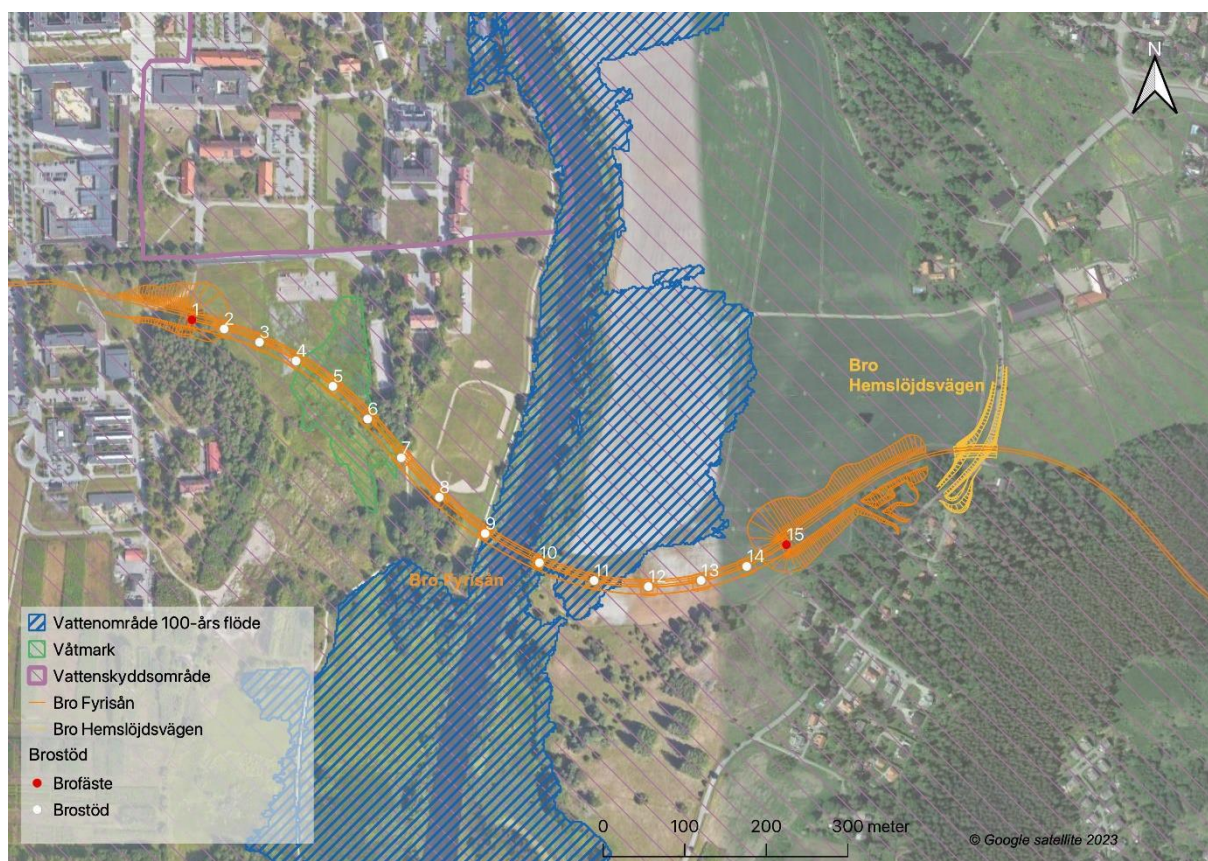 N
1
2
3
4
5
6
7
8
9
10
11
12
13
14
15
Bro
Hemslöjdsvägen
Bro Fyrisån
Vattenområde 100-års flöde
Våtmark
Vattenskyddsområde
Bro Fyrisån
Bro Hemslöjdsvägen
Brostöd
Brofäste
Brostöd
0 100 200 300 meter
© Google satellite 2023